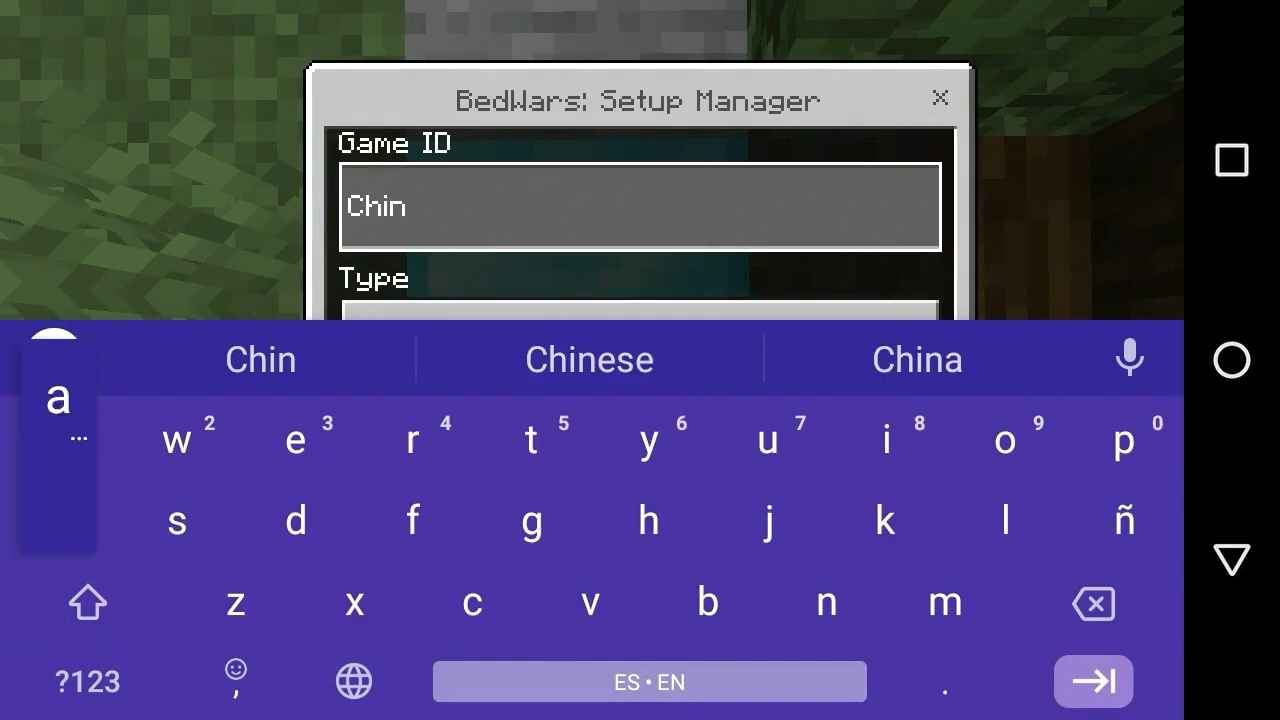 BedWars: Setup Manager ×
Game ID
Chin
Type
Chin Chinese China
a
...
w 2 e 3 r 4 t 5 y 6 u 7 i 8 o 9 p 0
s d f g h j k l ñ
z x c v b n m
?123 , ES • EN .